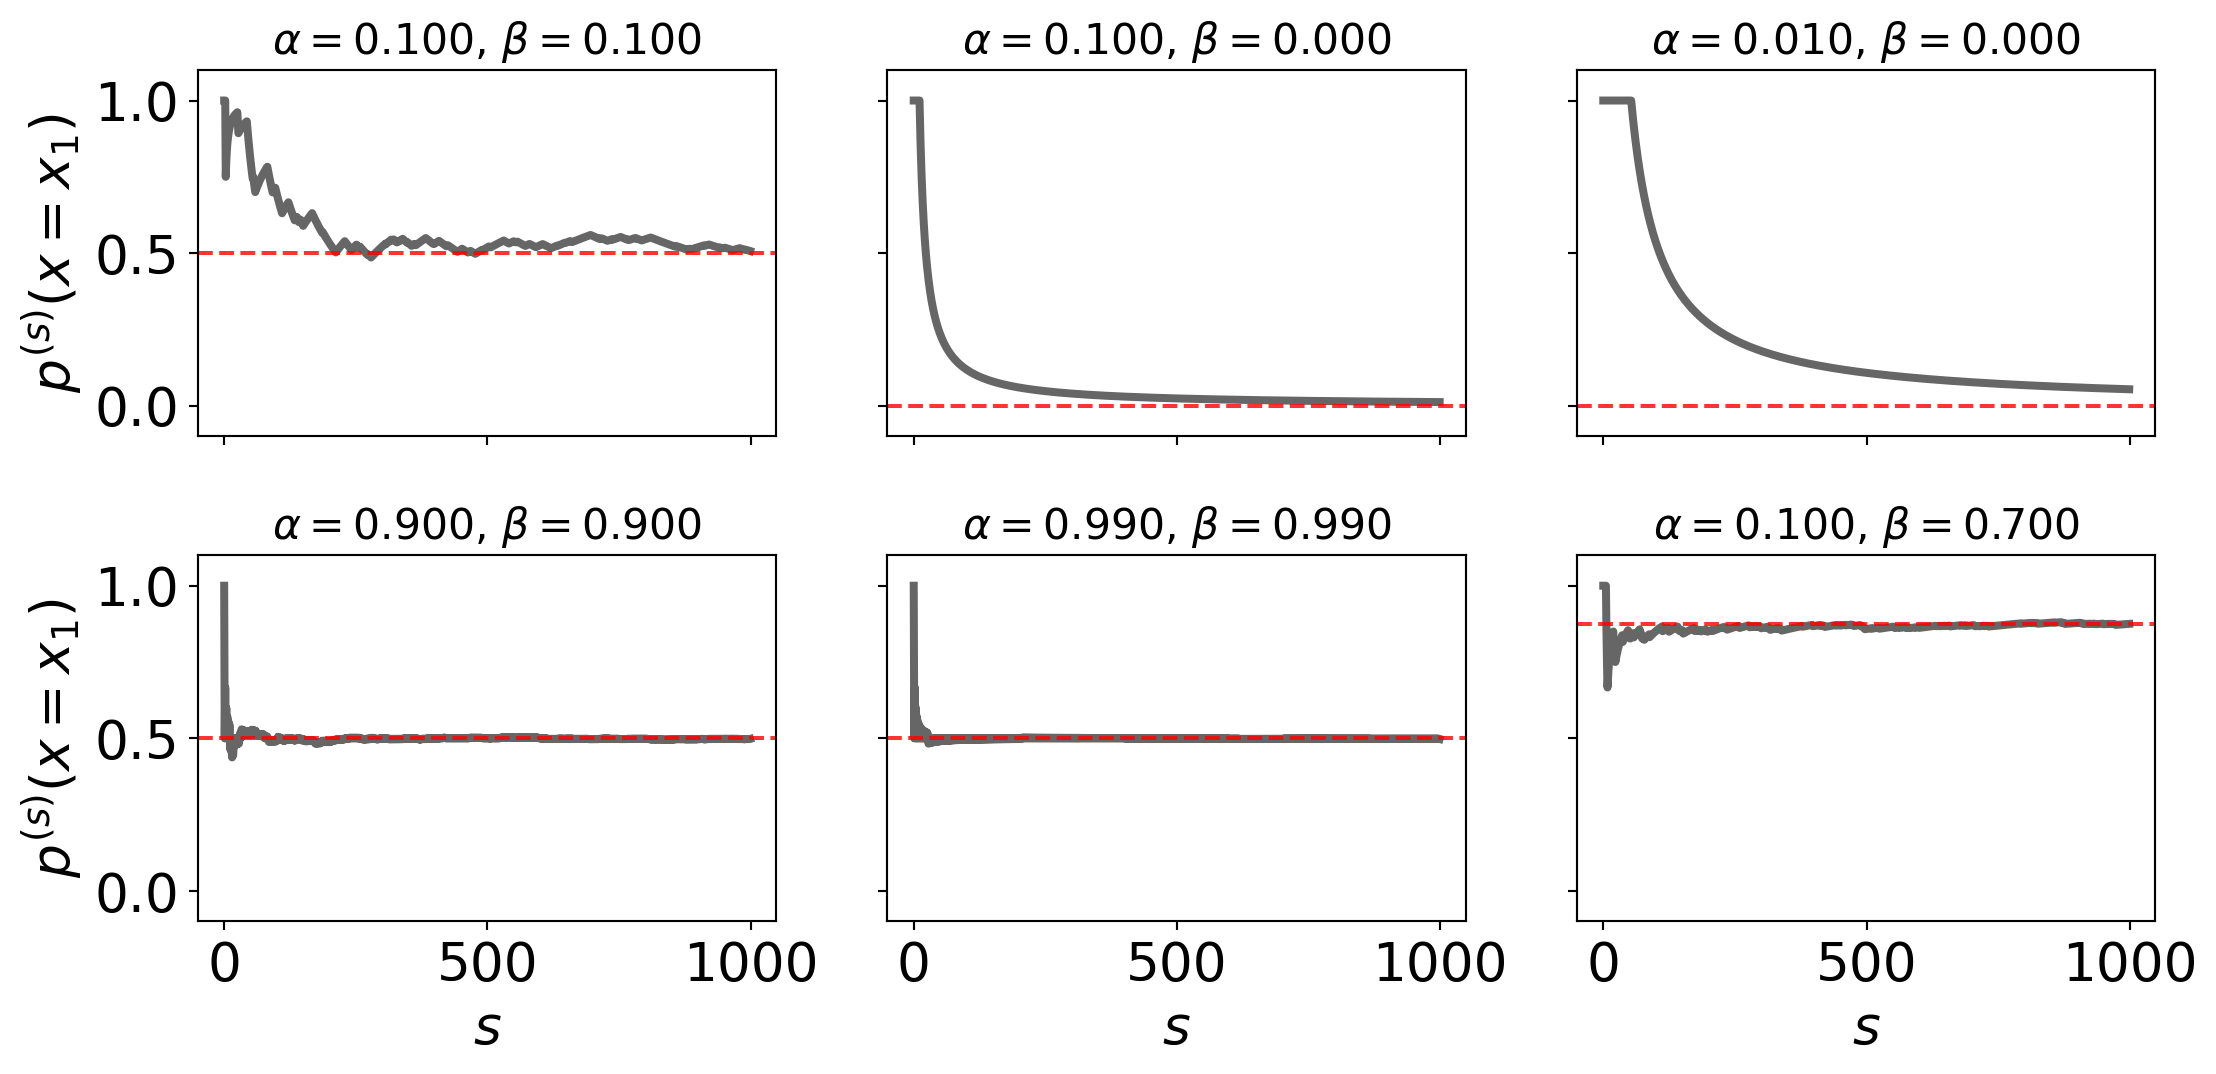 α = 0.100, β = 0.100
α = 0.100, β = 0.000
α = 0.010, β = 0.000
p⁽ˢ⁾(x = x₁)
1.0
0.5
0.0
α = 0.900, β = 0.900
α = 0.990, β = 0.990
α = 0.100, β = 0.700
p⁽ˢ⁾(x = x₁)
1.0
0.5
0.0
0 500 1000
0 500 1000
0 500 1000
s
s
s